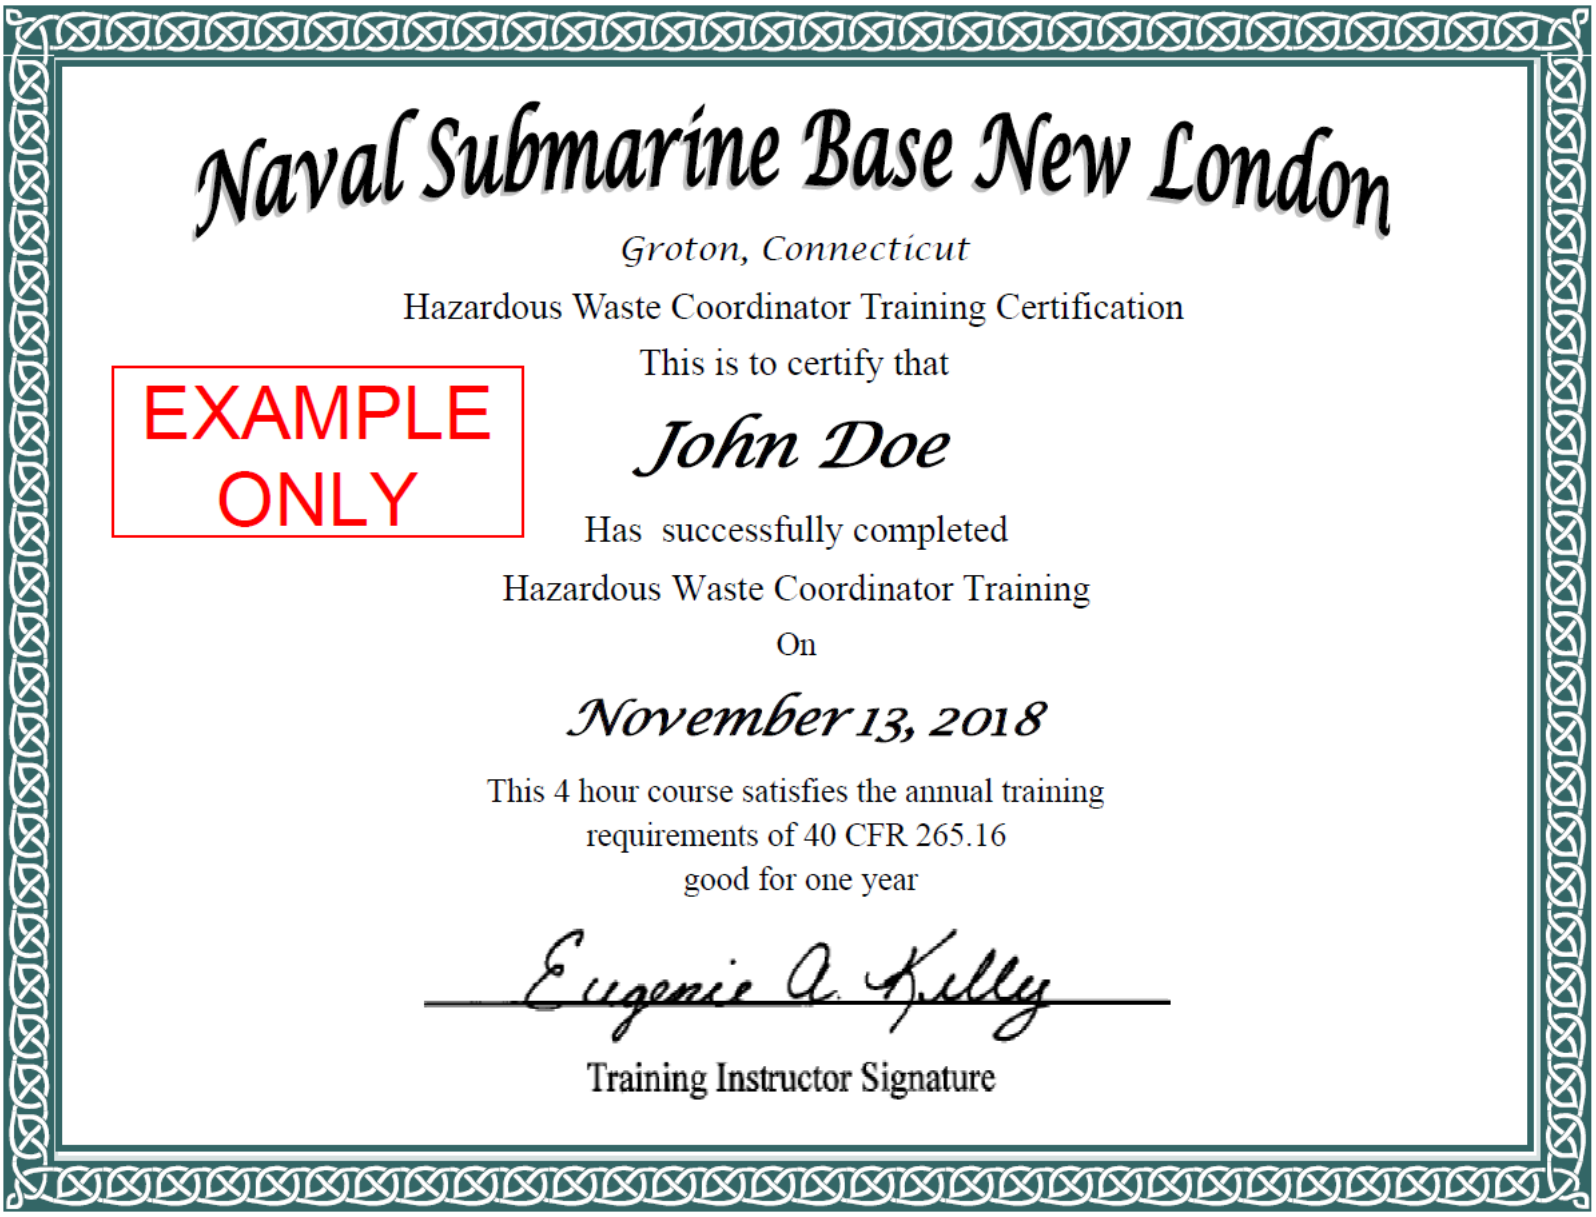 Naval Submarine Base New London
Groton, Connecticut
Hazardous Waste Coordinator Training Certification
This is to certify that
EXAMPLE
ONLY
John Doe
Has successfully completed
Hazardous Waste Coordinator Training
On
November 13, 2018
This 4 hour course satisfies the annual training
requirements of 40 CFR 265.16
good for one year
Eugenie A. Kelly
Training Instructor Signature